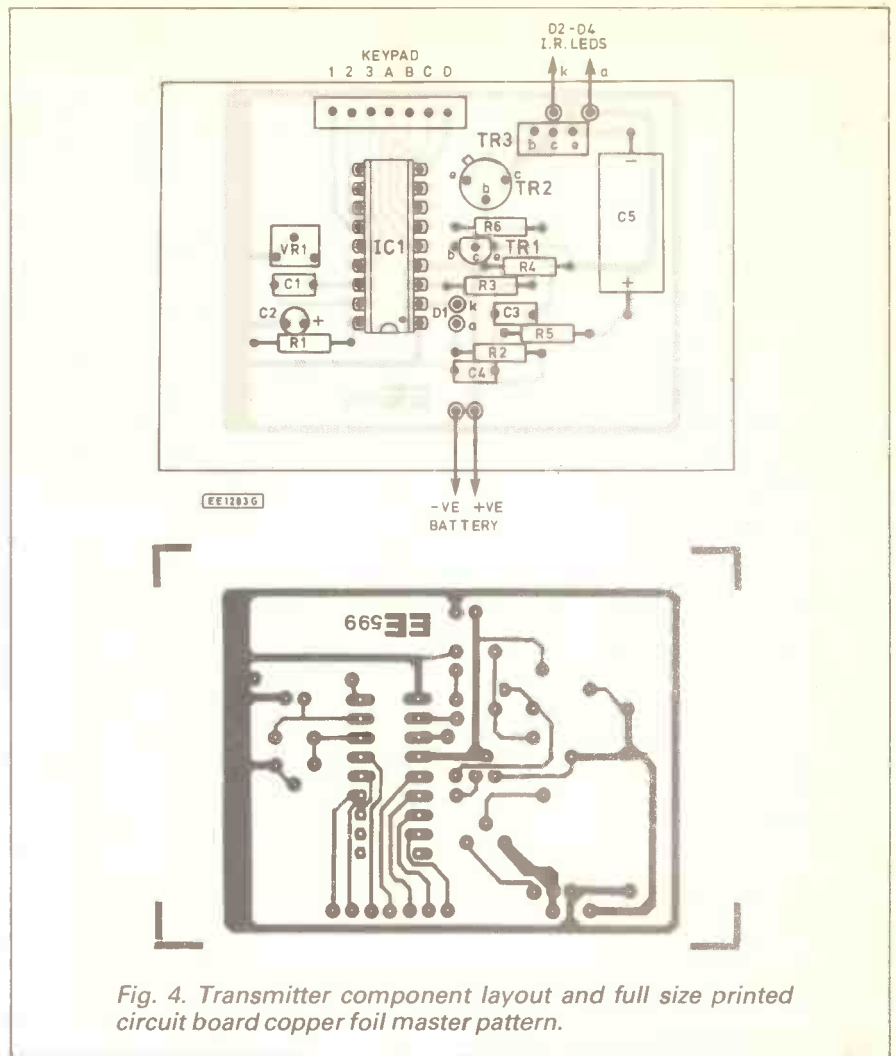 D2-D4
I.R. LEDS
KEYPAD
1 2 3 A B C D
k a
TR3
b c e
e c
b
TR2
C5
R6
IC1
VR1
b c e
TR1
R4
C1
R3
C2 +
D1 k
a
C3
R5
R1
R2
C4
- +
EE1283G
-VE +VE
BATTERY
EE
599
Fig. 4. Transmitter component layout and full size printed
circuit board copper foil master pattern.